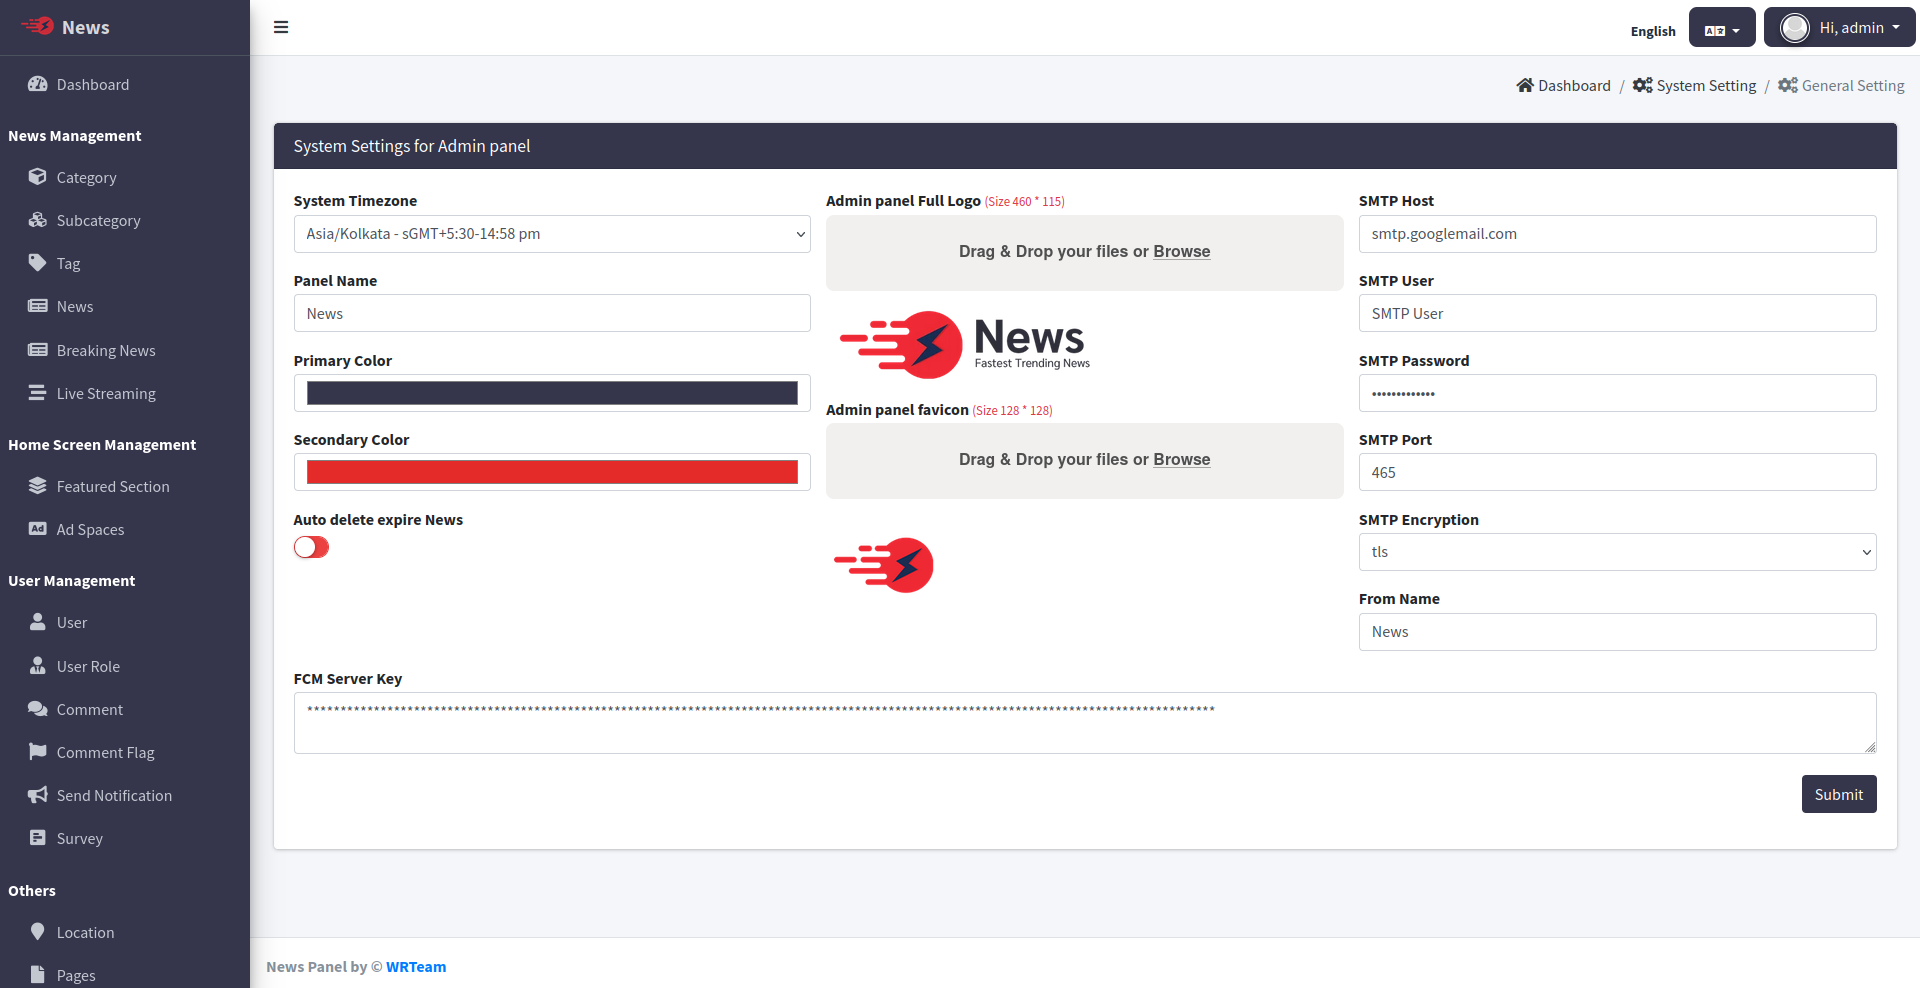 News
English
Hi, admin
Dashboard
News Management
Category
Subcategory
Tag
News
Breaking News
Live Streaming
Home Screen Management
Featured Section
Ad Spaces
Ad
User Management
User
User Role
Comment
Comment Flag
Send Notification
Survey
Others
Location
Pages
Dashboard / System Setting / General Setting
System Settings for Admin panel
System Timezone
Asia/Kolkata - sGMT+5:30-14:58 pm
Panel Name
News
Primary Color
Secondary Color
Auto delete expire News
Admin panel Full Logo (Size 460 * 115)
Drag & Drop your files or Browse
News
Fastest Trending News
Admin panel favicon (Size 128 * 128)
Drag & Drop your files or Browse
SMTP Host
smtp.googlemail.com
SMTP User
SMTP User
SMTP Password
•••••••••••••
SMTP Port
465
SMTP Encryption
tls
From Name
News
FCM Server Key
Submit
News Panel by © WRTeam